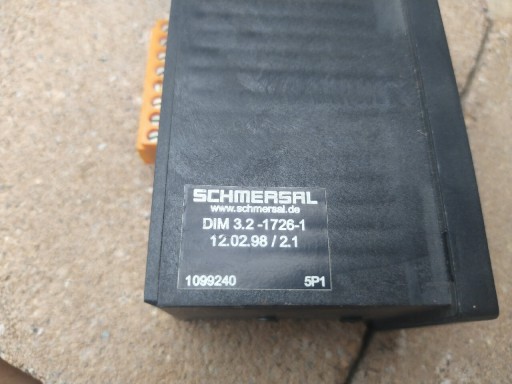 SCHMERSAL
www.schmersal.de
DIM 3.2 -1726-1
12.02.98 / 2.1
1099240 5P1